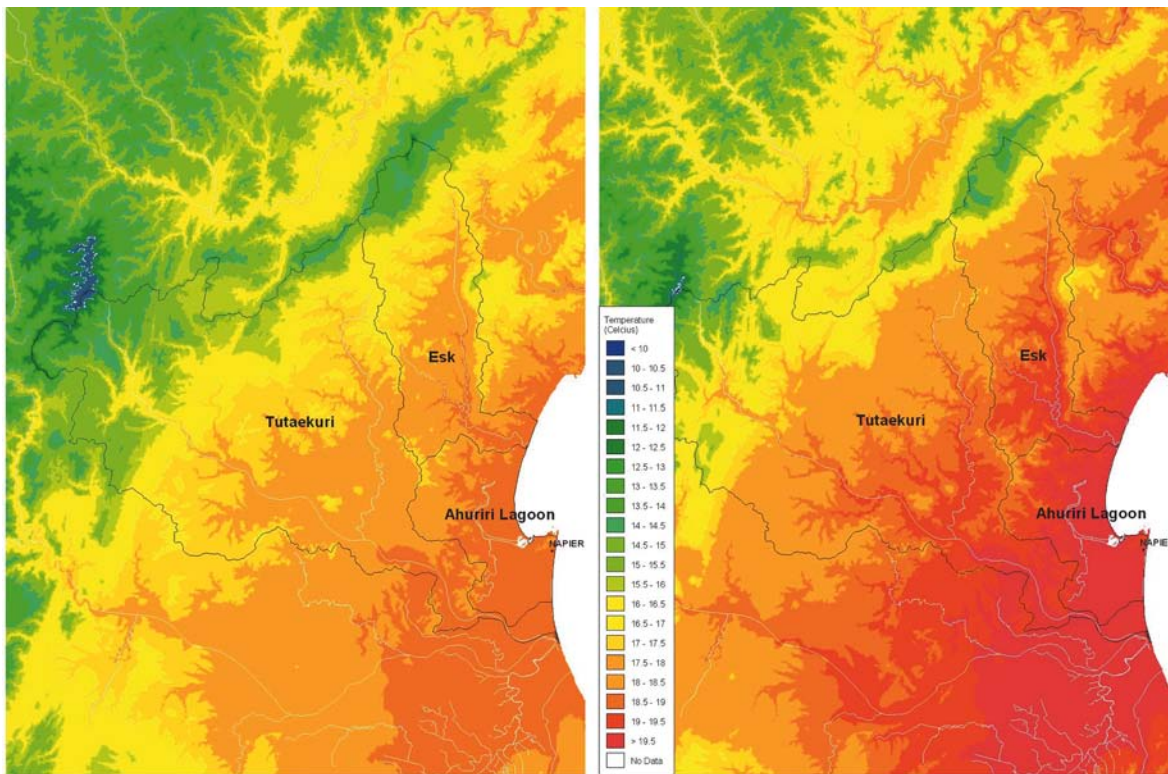 Esk
Tutaekuri
Ahuriri Lagoon
NAPIER
Temperature
(Celcius)
< 10
10 - 10.5
10.5 - 11
11 - 11.5
11.5 - 12
12 - 12.5
12.5 - 13
13 - 13.5
13.5 - 14
14 - 14.5
14.5 - 15
15 - 15.5
15.5 - 16
16 - 16.5
16.5 - 17
17 - 17.5
17.5 - 18
18 - 18.5
18.5 - 19
19 - 19.5
> 19.5
No Data
Esk
Tutaekuri
Ahuriri Lagoon
NAPIER